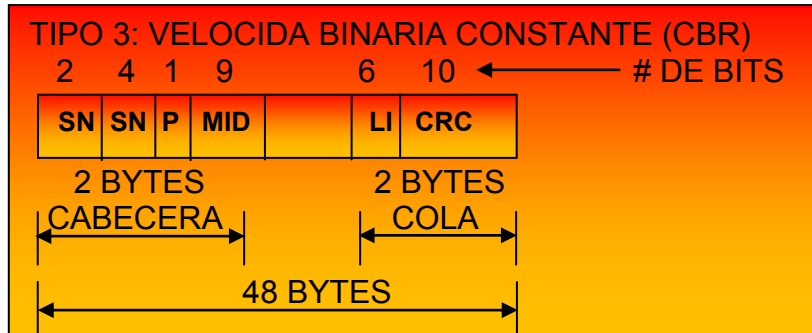 TIPO 3: VELOCIDA BINARIA CONSTANTE (CBR)
2 4 1 9 6 10 # DE BITS
SN SN P MID LI CRC
2 BYTES 2 BYTES
CABECERA COLA
48 BYTES